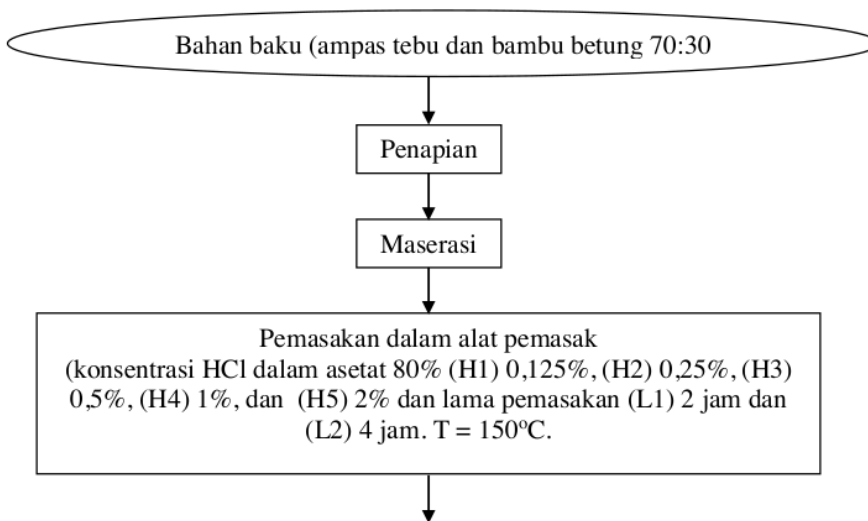 Bahan baku (ampas tebu dan bambu betung 70:30
Penapian
Maserasi
Pemasakan dalam alat pemasak
(konsentrasi HCl dalam asetat 80% (H1) 0,125%, (H2) 0,25%, (H3)
0,5%, (H4) 1%, dan (H5) 2% dan lama pemasakan (L1) 2 jam dan
(L2) 4 jam. T = 150ºC.